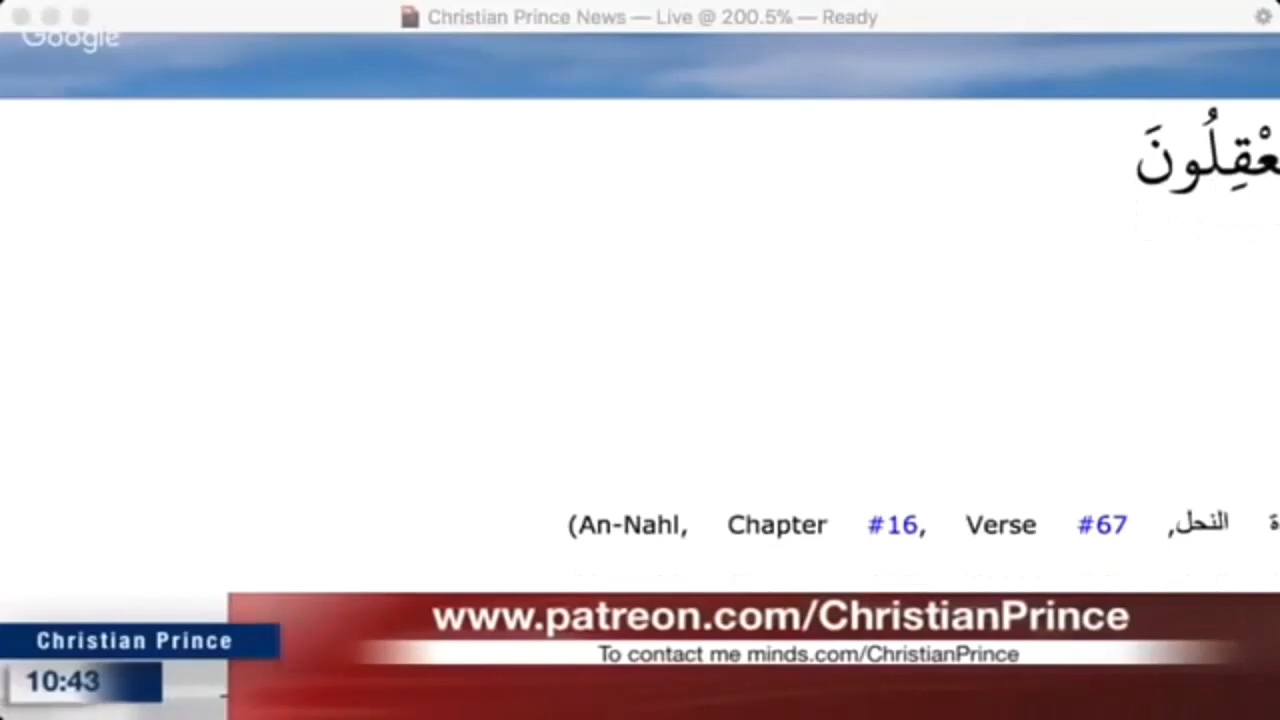 Christian Prince News — Live @ 200.5% — Ready
Google
(An-Nahl, Chapter #16, Verse #67 النحل,
www.patreon.com/ChristianPrince
To contact me minds.com/ChristianPrince
Christian Prince
10:43